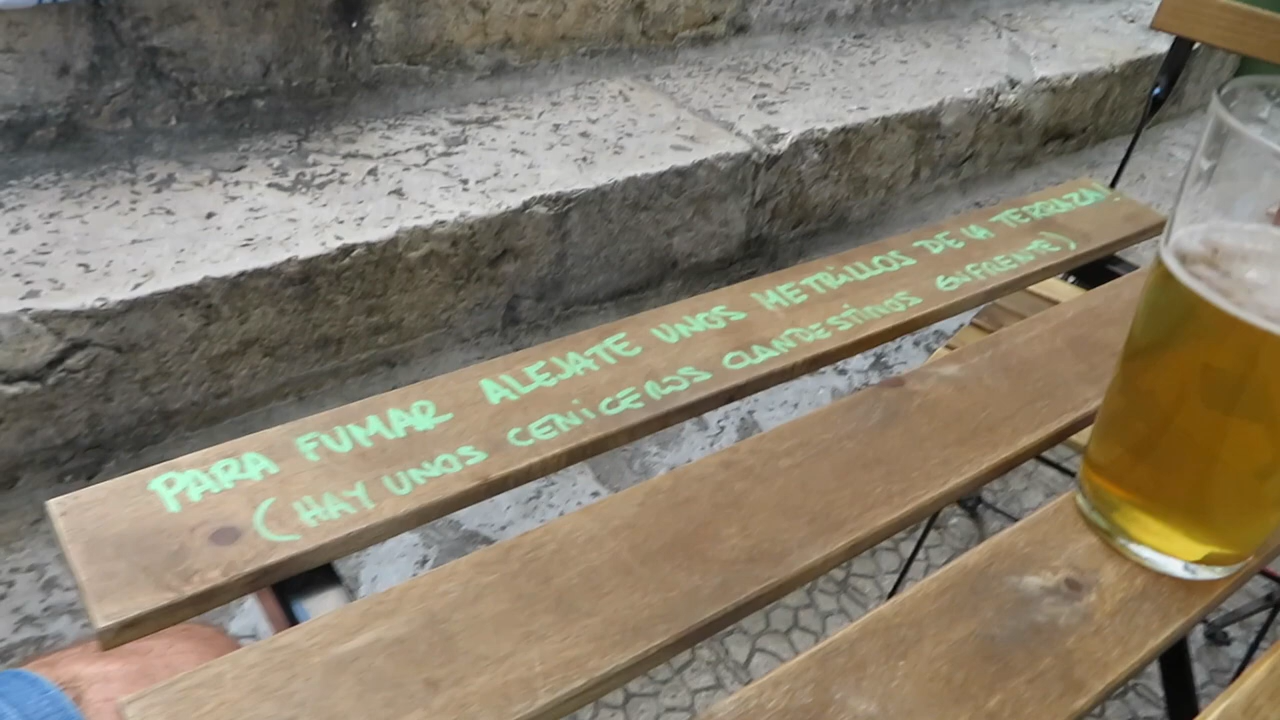 PARA FUMAR ALEJATE UNOS METRILLOS DE LA TERRAZA!
(HAY UNOS CENICEROS CLANDESTINOS ENFRENTE)